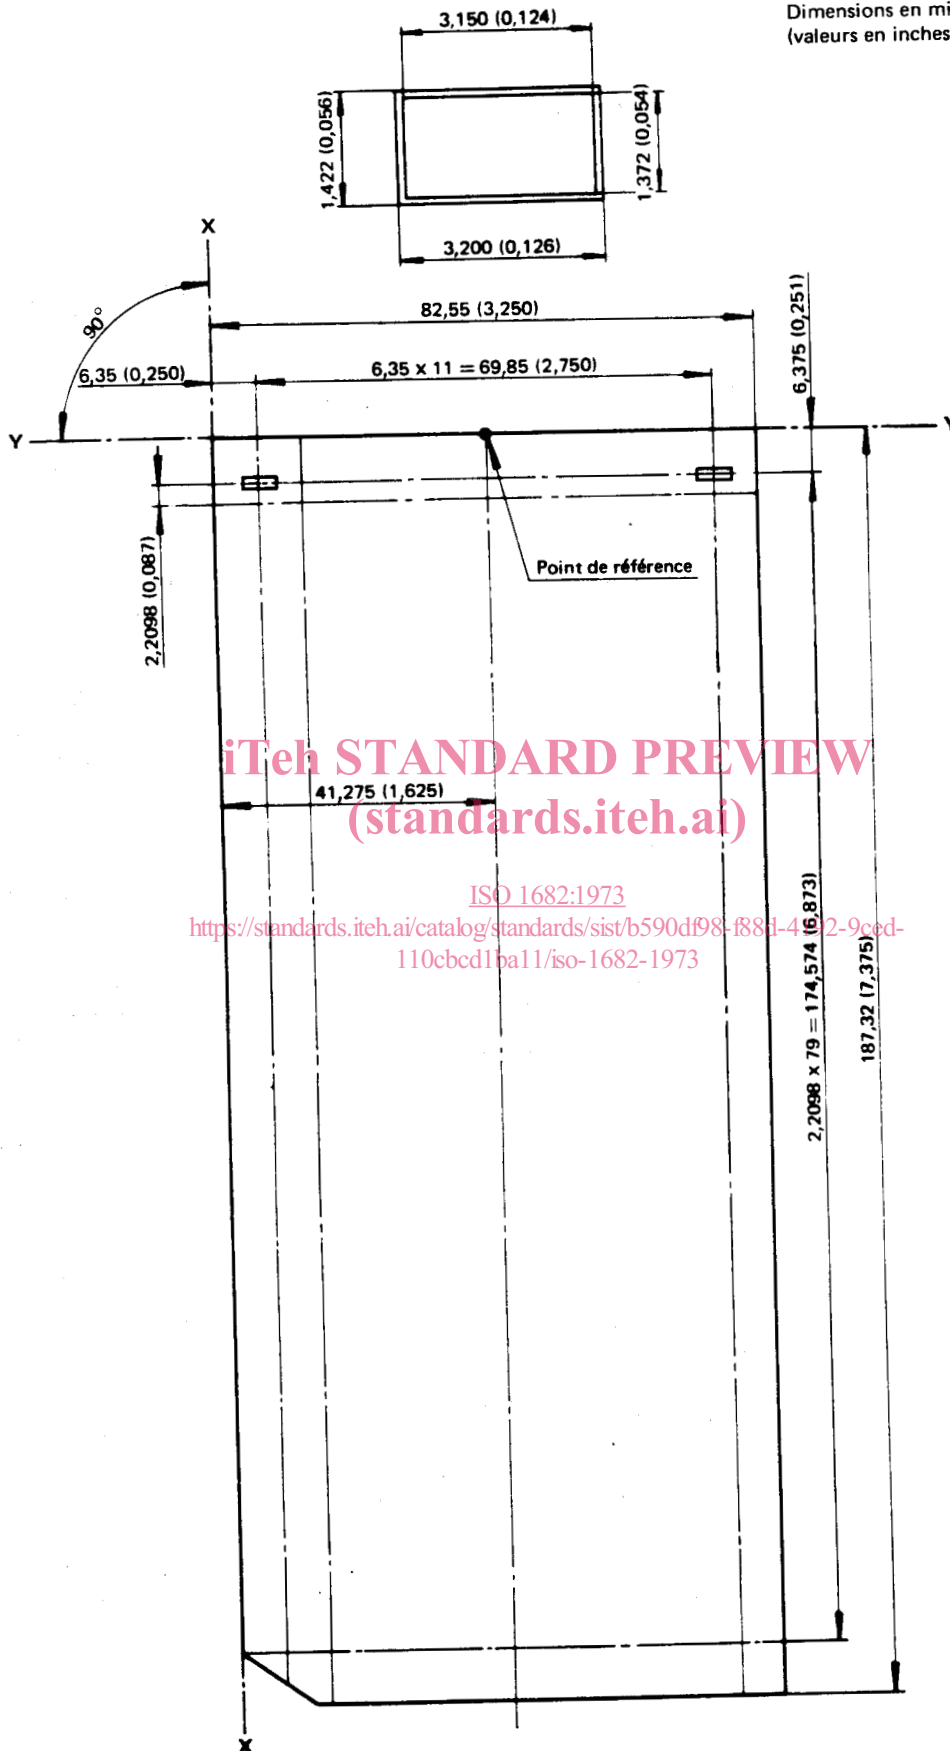 Dimensions en mi
(valeurs en inches
3,150 (0,124)
1,422 (0,056)
1,372 (0,054)
3,200 (0,126)
X
90°
82,55 (3,250)
6,375 (0,251)
6,35 (0,250)
6,35 x 11 = 69,85 (2,750)
Y
Y
2,2098 (0,087)
Point de référence
iTeh STANDARD PREVIEW
41,275 (1,625)
(standards.iteh.ai)
ISO 1682:1973
https://standards.iteh.ai/catalog/standards/sist/b590df98-f88d-4192-9ced-
110cbcd1ba11/iso-1682-1973
2,2098 x 79 = 174,574 (6,873)
187,32 (7,375)
X